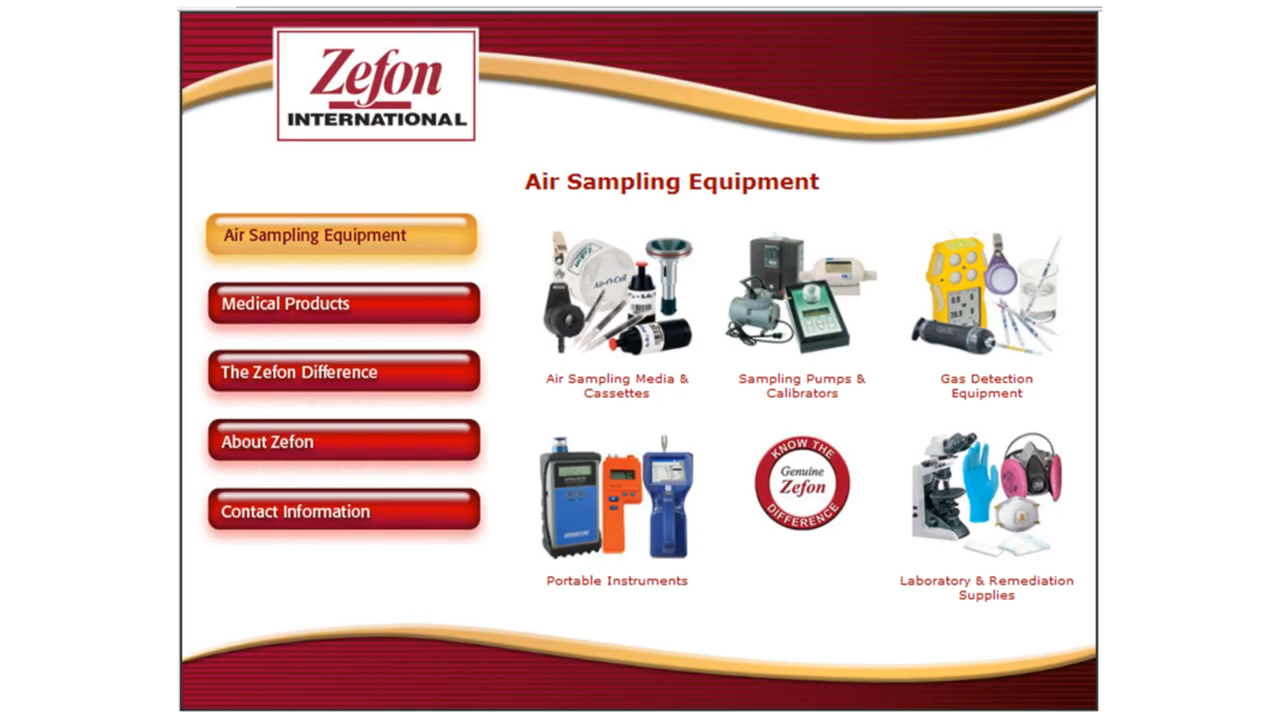 Zefon
INTERNATIONAL
Air Sampling Equipment
Air Sampling Equipment
Medical Products
The Zefon Difference
About Zefon
Contact Information
Air Sampling Media &
Cassettes
Sampling Pumps &
Calibrators
Gas Detection
Equipment
Portable Instruments
KNOW THE
Genuine
Zefon
DIFFERENCE
Laboratory & Remediation
Supplies